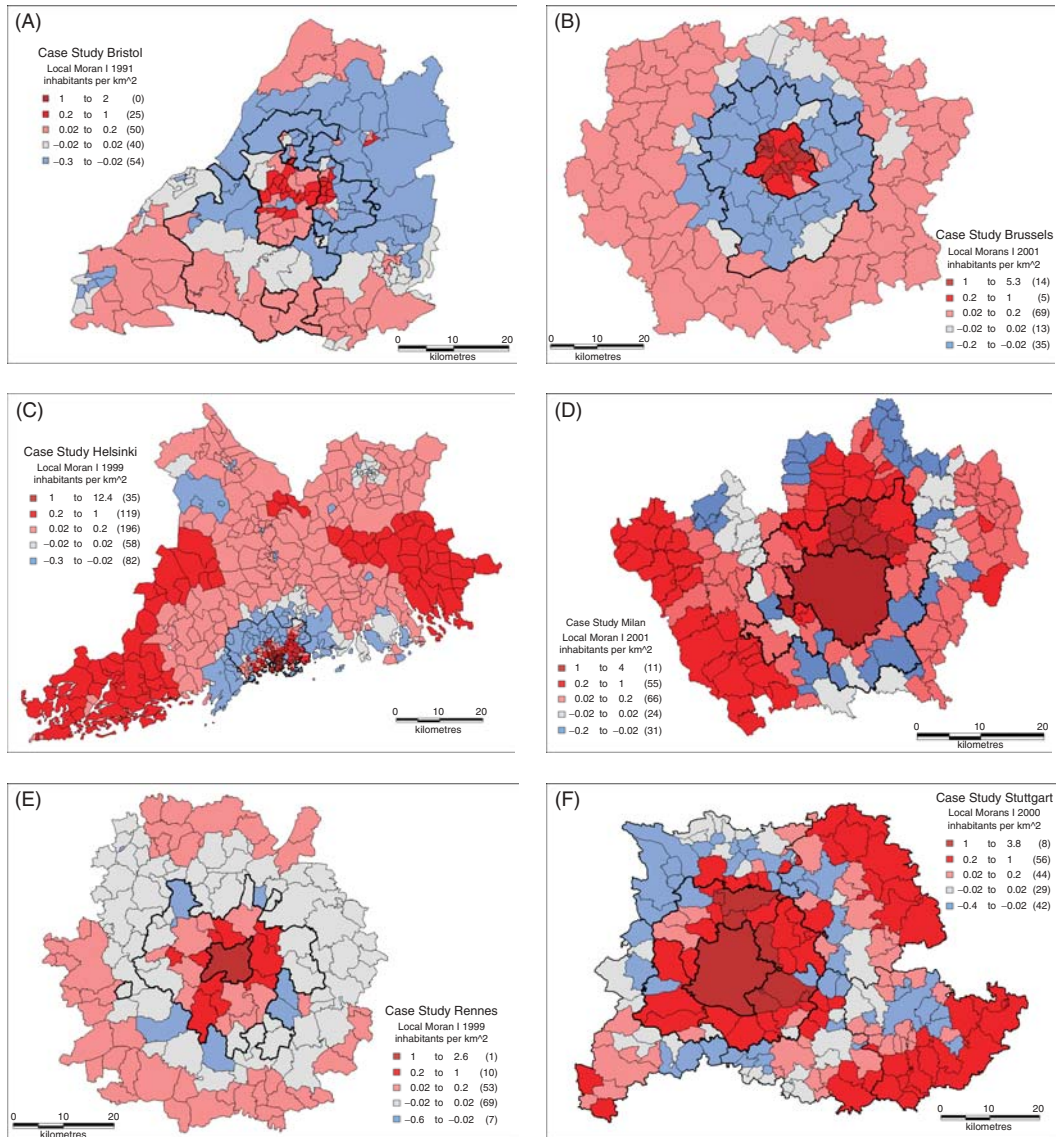 (A)
Case Study Bristol
Local Moran I 1991
inhabitants per km^2
1 to 2 (0)
0.2 to 1 (25)
0.02 to 0.2 (50)
−0.02 to 0.02 (40)
−0.3 to −0.02 (54)
0 10 20
kilometres
(B)
Case Study Brussels
Local Morans I 2001
inhabitants per km^2
1 to 5.3 (14)
0.2 to 1 (5)
0.02 to 0.2 (69)
−0.02 to 0.02 (13)
−0.2 to −0.02 (35)
0 10 20
kilometres
(C)
Case Study Helsinki
Local Moran I 1999
inhabitants per km^2
1 to 12.4 (35)
0.2 to 1 (119)
0.02 to 0.2 (196)
−0.02 to 0.02 (58)
−0.3 to −0.02 (82)
0 10 20
kilometres
(D)
Case Study Milan
Local Moran I 2001
inhabitants per km^2
1 to 4 (11)
0.2 to 1 (55)
0.02 to 0.2 (66)
−0.02 to 0.02 (24)
−0.2 to −0.02 (31)
0 10 20
kilometres
(E)
Case Study Rennes
Local Moran I 1999
inhabitants per km^2
1 to 2.6 (1)
0.2 to 1 (10)
0.02 to 0.2 (53)
−0.02 to 0.02 (69)
−0.6 to −0.02 (7)
0 10 20
kilometres
(F)
Case Study Stuttgart
Local Morans I 2000
inhabitants per km^2
1 to 3.8 (8)
0.2 to 1 (56)
0.02 to 0.2 (44)
−0.02 to 0.02 (29)
−0.4 to −0.02 (42)
0 10 20
kilometres